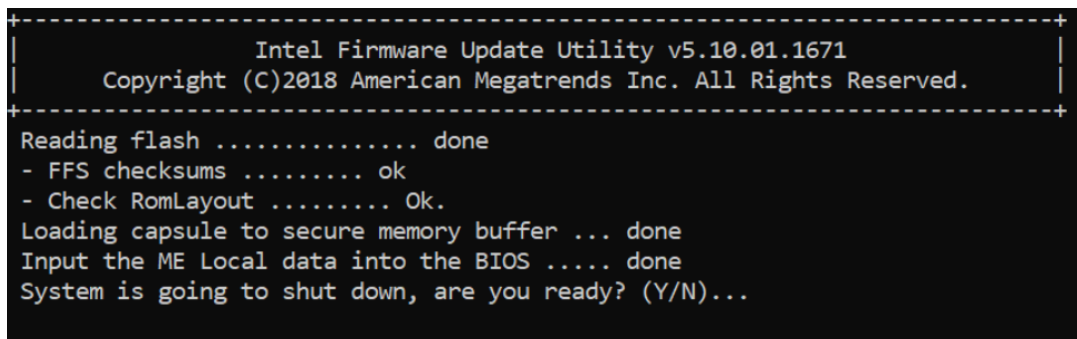 +---------------------------------------------------------------------------+
| Intel Firmware Update Utility v5.10.01.1671 |
| Copyright (C)2018 American Megatrends Inc. All Rights Reserved. |
+---------------------------------------------------------------------------+
Reading flash ............... done
- FFS checksums ......... ok
- Check RomLayout ......... Ok.
Loading capsule to secure memory buffer ... done
Input the ME Local data into the BIOS ..... done
System is going to shut down, are you ready? (Y/N)...